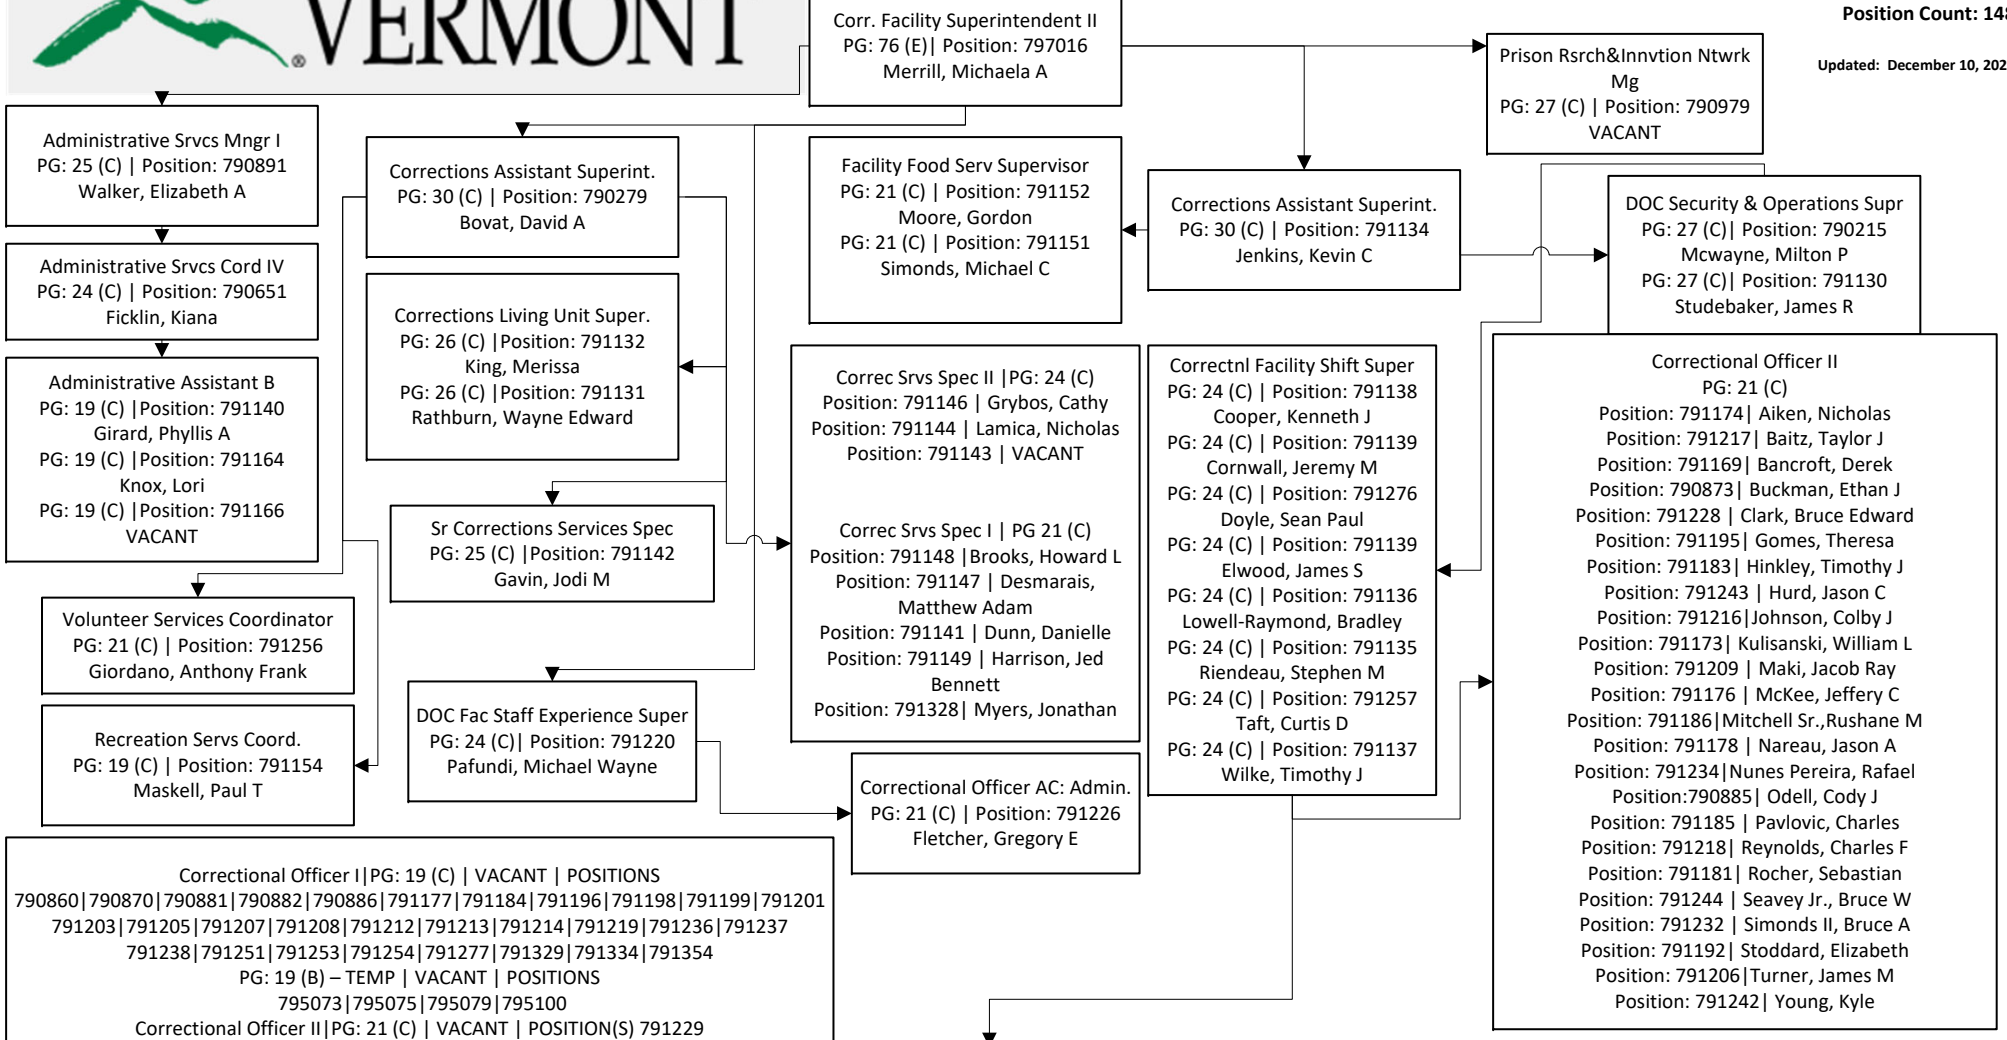 VERMONT
®
Corr. Facility Superintendent II
PG: 76 (E)| Position: 797016
Merrill, Michaela A
Position Count: 148
Updated:  December 10, 202
Prison Rsrch&Innvtion Ntwrk
Mg
PG: 27 (C) | Position: 790979
VACANT
Administrative Srvcs Mngr I
PG: 25 (C) | Position: 790891
Walker, Elizabeth A
Administrative Srvcs Cord IV
PG: 24 (C) | Position: 790651
Ficklin, Kiana
Administrative Assistant B
PG: 19 (C) |Position: 791140
Girard, Phyllis A
PG: 19 (C) |Position: 791164
Knox, Lori
PG: 19 (C) |Position: 791166
VACANT
Corrections Assistant Superint.
PG: 30 (C) | Position: 790279
Bovat, David A
Corrections Living Unit Super.
PG: 26 (C) |Position: 791132
King, Merissa
PG: 26 (C) |Position: 791131
Rathburn, Wayne Edward
Sr Corrections Services Spec
PG: 25 (C) |Position: 791142
Gavin, Jodi M
Volunteer Services Coordinator
PG: 21 (C) | Position: 791256
Giordano, Anthony Frank
Recreation Servs Coord.
PG: 19 (C) | Position: 791154
Maskell, Paul T
DOC Fac Staff Experience Super
PG: 24 (C)| Position: 791220
Pafundi, Michael Wayne
Facility Food Serv Supervisor
PG: 21 (C) | Position: 791152
Moore, Gordon
PG: 21 (C) | Position: 791151
Simonds, Michael C
Corrections Assistant Superint.
PG: 30 (C) | Position: 791134
Jenkins, Kevin C
DOC Security & Operations Supr
PG: 27 (C)| Position: 790215
Mcwayne, Milton P
PG: 27 (C)| Position: 791130
Studebaker, James R
Correc Srvs Spec II |PG: 24 (C)
Position: 791146 | Grybos, Cathy
Position: 791144 | Lamica, Nicholas
Position: 791143 | VACANT
Correc Srvs Spec I | PG 21 (C)
Position: 791148 |Brooks, Howard L
Position: 791147 | Desmarais,
Matthew Adam
Position: 791141 | Dunn, Danielle
Position: 791149 | Harrison, Jed
Bennett
Position: 791328| Myers, Jonathan
Correctnl Facility Shift Super
PG: 24 (C) | Position: 791138
Cooper, Kenneth J
PG: 24 (C) | Position: 791139
Cornwall, Jeremy M
PG: 24 (C) | Position: 791276
Doyle, Sean Paul
PG: 24 (C) | Position: 791139
Elwood, James S
PG: 24 (C) | Position: 791136
Lowell-Raymond, Bradley
PG: 24 (C) | Position: 791135
Riendeau, Stephen M
PG: 24 (C) | Position: 791257
Taft, Curtis D
PG: 24 (C) | Position: 791137
Wilke, Timothy J
Correctional Officer AC: Admin.
PG: 21 (C) | Position: 791226
Fletcher, Gregory E
Correctional Officer II
PG: 21 (C)
Position: 791174| Aiken, Nicholas
Position: 791217| Baitz, Taylor J
Position: 791169| Bancroft, Derek
Position: 790873| Buckman, Ethan J
Position: 791228 | Clark, Bruce Edward
Position: 791195| Gomes, Theresa
Position: 791183| Hinkley, Timothy J
Position: 791243 | Hurd, Jason C
Position: 791216|Johnson, Colby J
Position: 791173| Kulisanski, William L
Position: 791209 | Maki, Jacob Ray
Position: 791176 | McKee, Jeffery C
Position: 791186|Mitchell Sr.,Rushane M
Position: 791178 | Nareau, Jason A
Position: 791234|Nunes Pereira, Rafael
Position:790885| Odell, Cody J
Position: 791185 | Pavlovic, Charles
Position: 791218| Reynolds, Charles F
Position: 791181| Rocher, Sebastian
Position: 791244 | Seavey Jr., Bruce W
Position: 791232 | Simonds II, Bruce A
Position: 791192| Stoddard, Elizabeth
Position: 791206|Turner, James M
Position: 791242| Young, Kyle
Correctional Officer I|PG: 19 (C) | VACANT | POSITIONS
790860|790870|790881|790882|790886|791177|791184|791196|791198|791199|791201
791203|791205|791207|791208|791212|791213|791214|791219|791236|791237
791238|791251|791253|791254|791277|791329|791334|791354
PG: 19 (B) – TEMP | VACANT | POSITIONS
795073|795075|795079|795100
Correctional Officer II|PG: 21 (C) | VACANT | POSITION(S) 791229